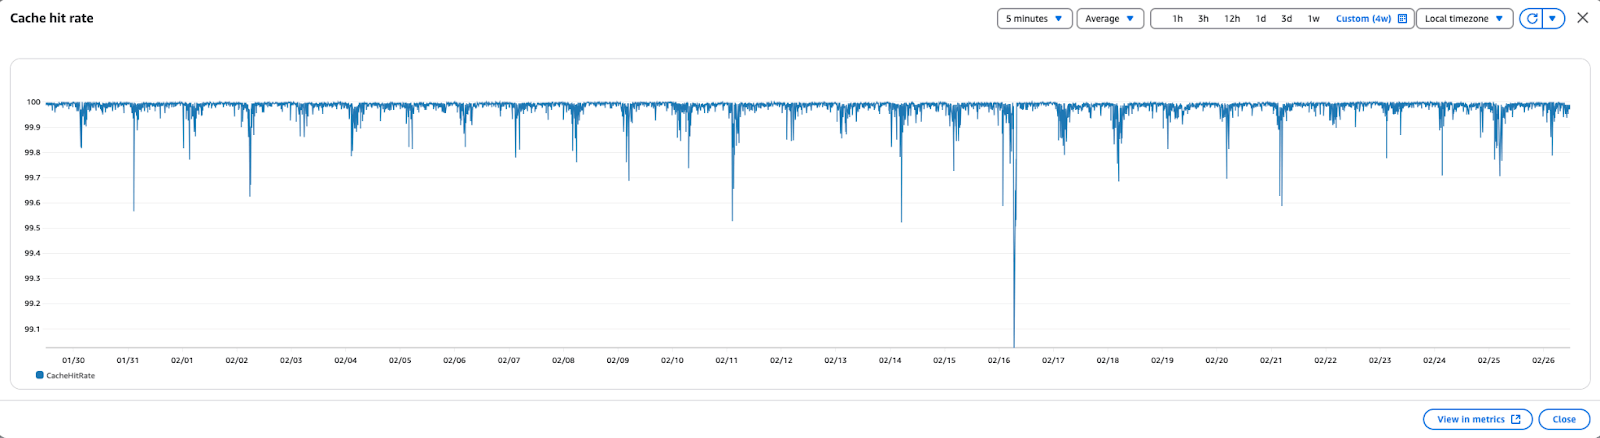 Cache hit rate
5 minutes Average 1h 3h 12h 1d 3d 1w Custom (4w) Local timezone
100
99.9
99.8
99.7
99.6
99.5
99.4
99.3
99.2
99.1
01/30 01/31 02/01 02/02 02/03 02/04 02/05 02/06 02/07 02/08 02/09 02/10 02/11 02/12 02/13 02/14 02/15 02/16 02/17 02/18 02/19 02/20 02/21 02/22 02/23 02/24 02/25 02/26
CacheHitRate
View in metrics Close